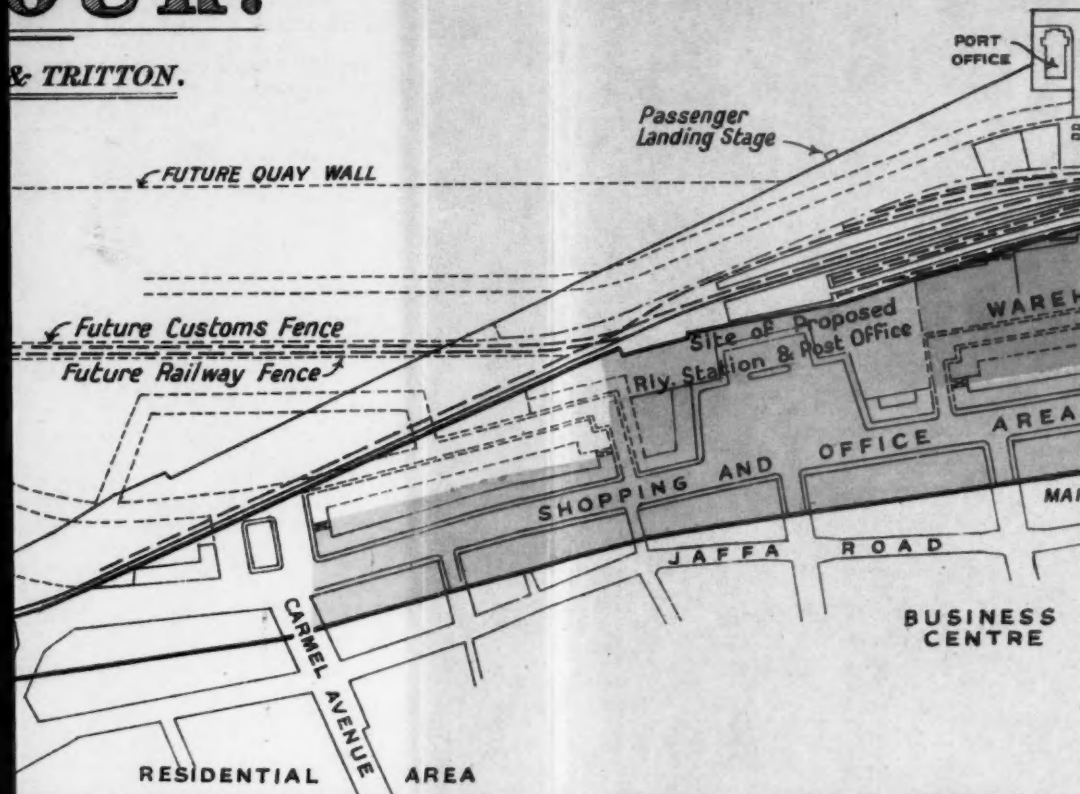 & TRITTON.
PORT
OFFICE
Passenger
Landing Stage
FUTURE QUAY WALL
Future Customs Fence
Future Railway Fence
Site of Proposed
Rly. Station & Post Office
SHOPPING AND OFFICE AREA
JAFFA ROAD
BUSINESS
CENTRE
CARMEL AVENUE
RESIDENTIAL AREA